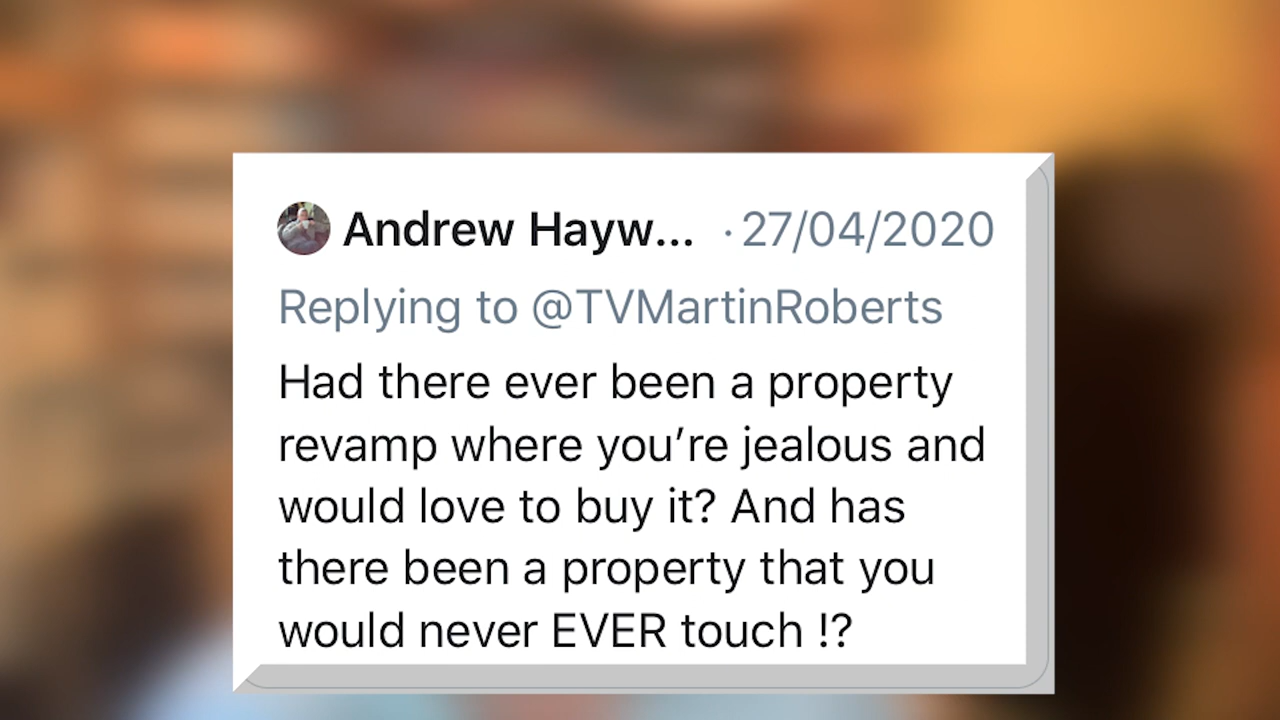 Andrew Hayw... · 27/04/2020
Replying to @TVMartinRoberts
Had there ever been a property
revamp where you’re jealous and
would love to buy it? And has
there been a property that you
would never EVER touch !?